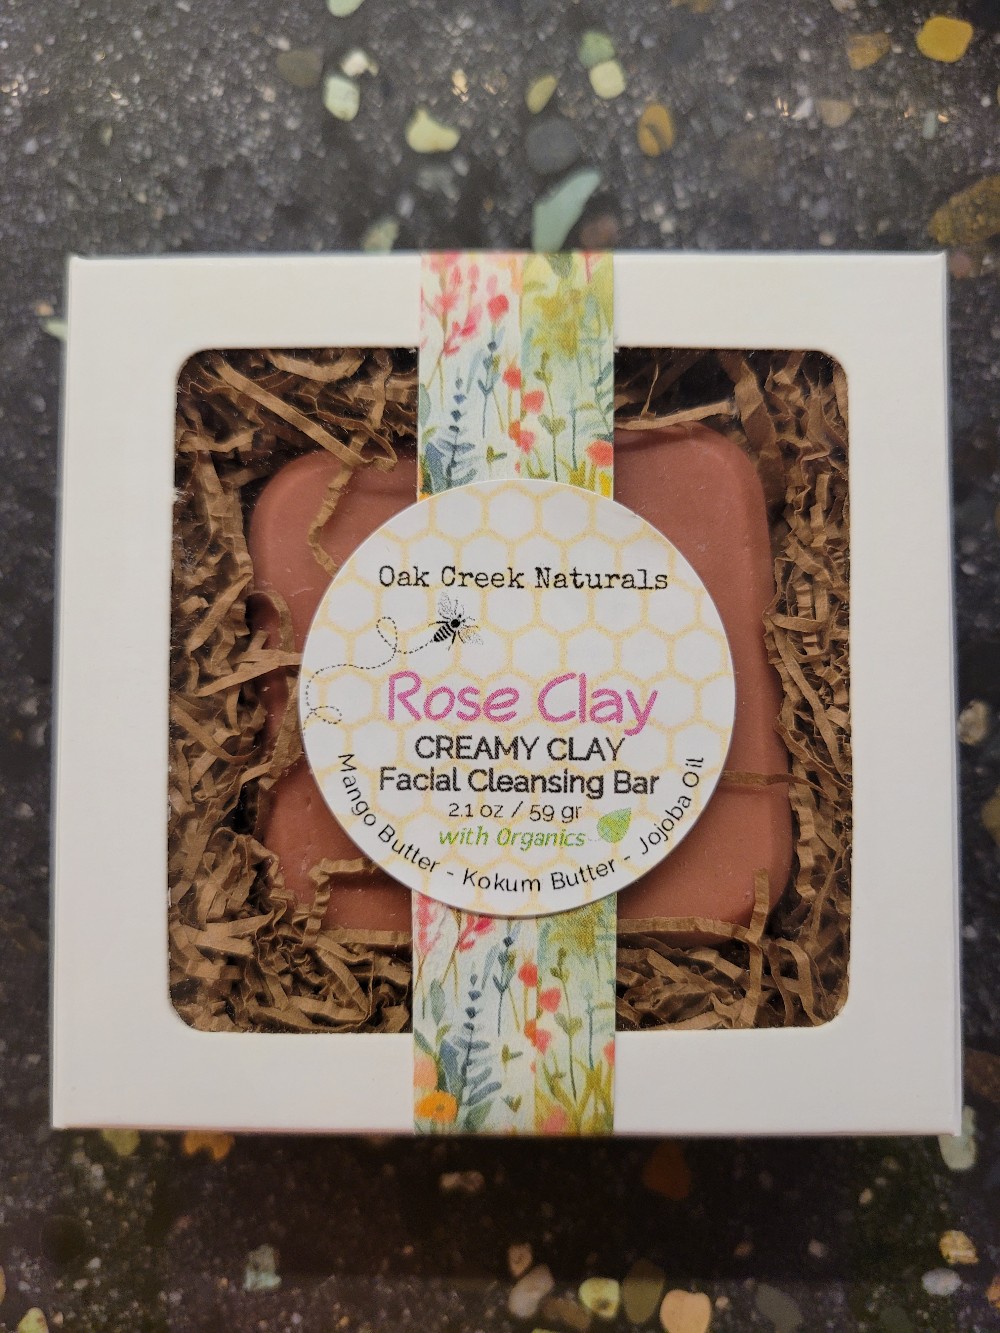 Oak Creek Naturals
Rose Clay
CREAMY CLAY
Facial Cleansing Bar
2.1 oz / 59 gr
with Organics
Mango Butter - Kokum Butter - Jojoba Oil